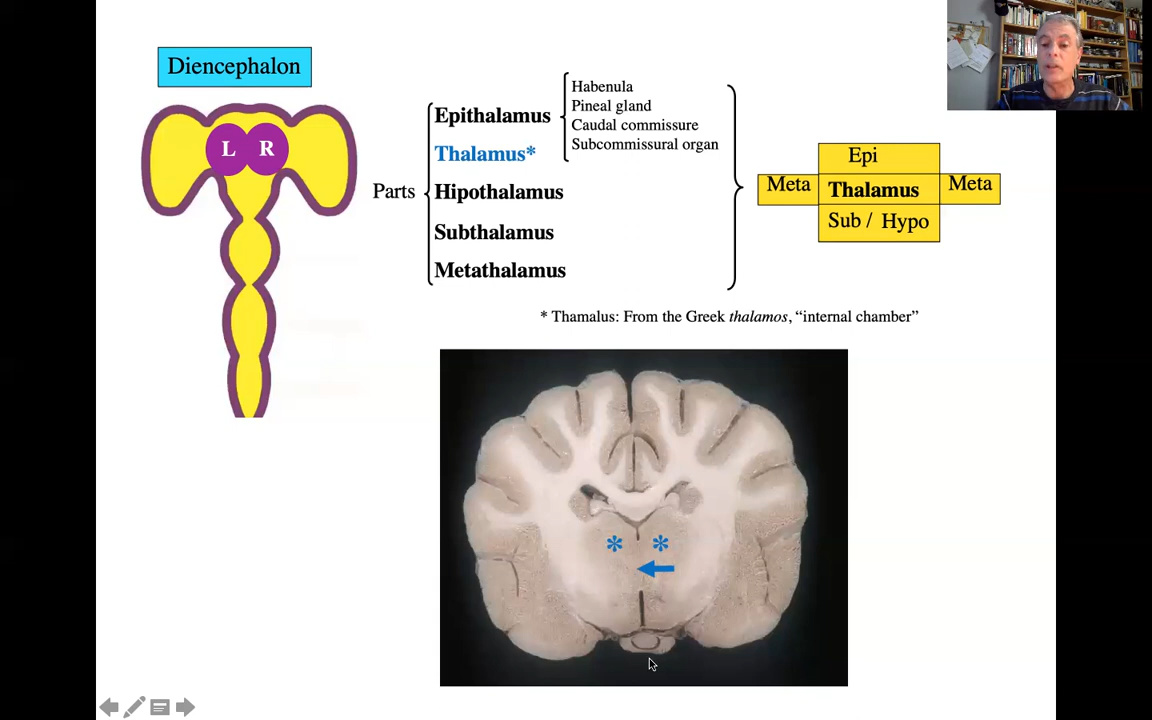 Diencephalon
L R
Parts
Epithalamus
Thalamus*
Hipothalamus
Subthalamus
Metathalamus
Habenula
Pineal gland
Caudal commissure
Subcommissural organ
Epi
Meta Thalamus Meta
Sub / Hypo
* Thamalus: From the Greek thalamos, “internal chamber”
* *